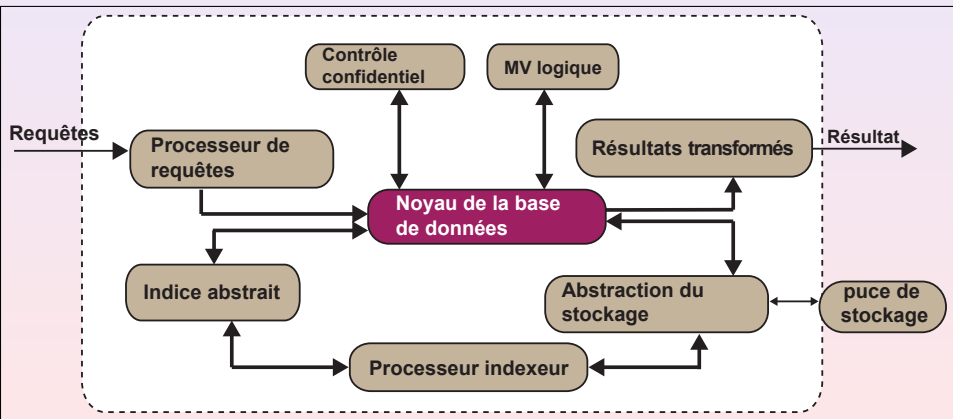 Contrôle
confidentiel
MV logique
Requêtes
Processeur de
requêtes
Résultats transformés
Résultat
Noyau de la base
de données
Indice abstrait
Abstraction du
stockage
puce de
stockage
Processeur indexeur